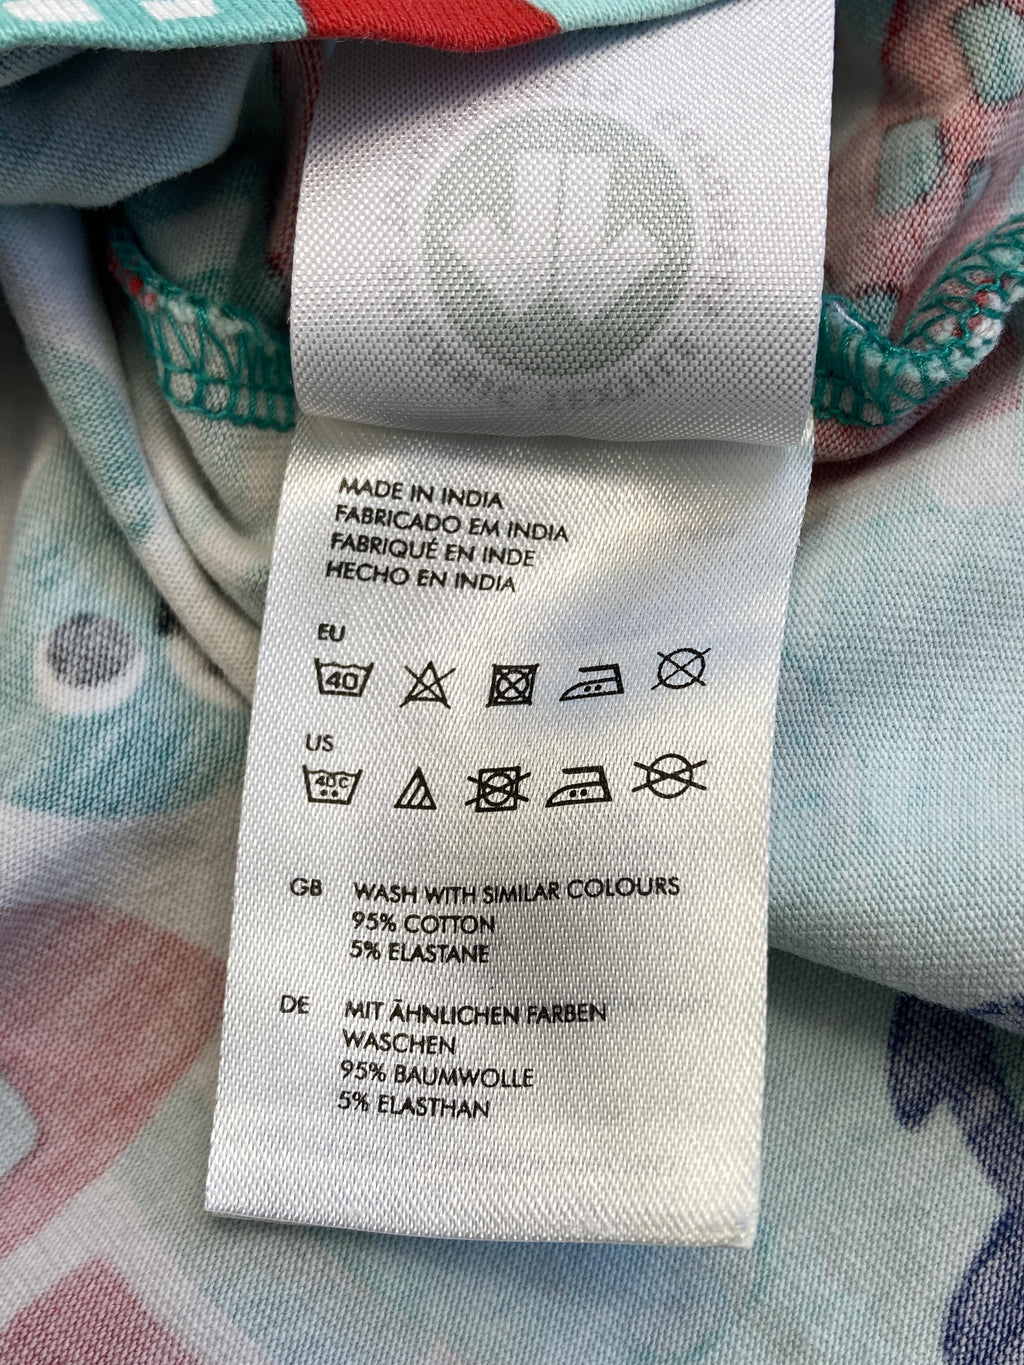 MADE IN INDIA
FABRICADO EM INDIA
FABRIQUÉ EN INDE
HECHO EN INDIA
EU
40
US
40C
GB WASH WITH SIMILAR COLOURS
95% COTTON
5% ELASTANE
DE MIT ÄHNLICHEN FARBEN
WASCHEN
95% BAUMWOLLE
5% ELASTHAN